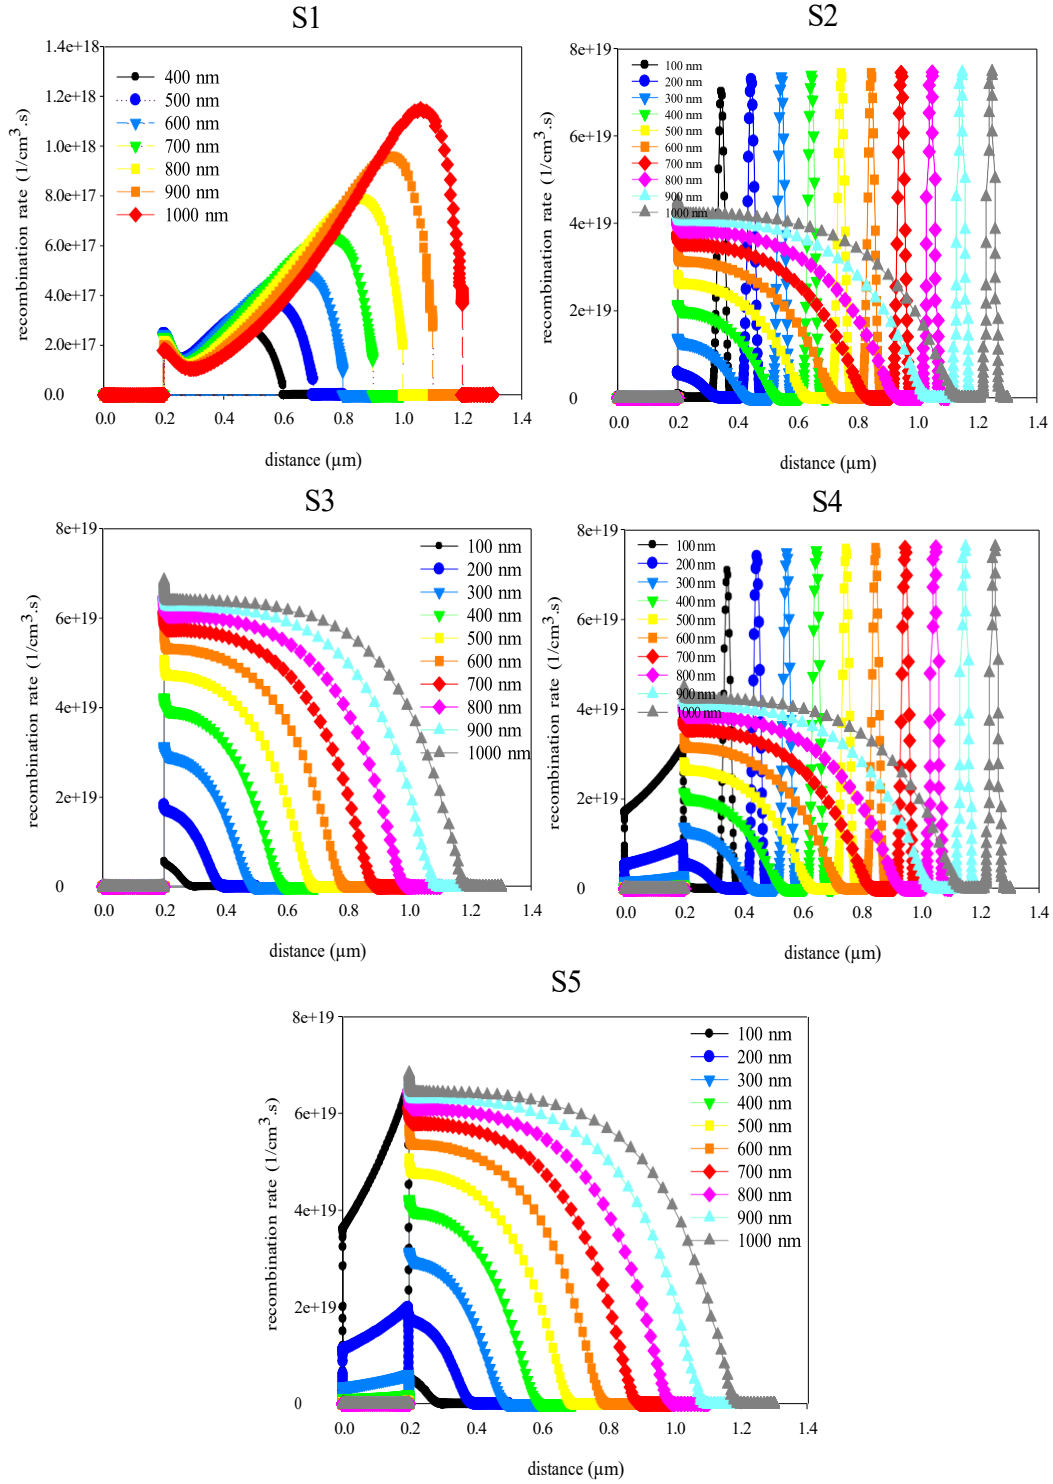 S1
1.4e+18
1.2e+18
1.0e+18
8.0e+17
6.0e+17
4.0e+17
2.0e+17
0.0
recombination rate (1/cm³.s)
400 nm
500 nm
600 nm
700 nm
800 nm
900 nm
1000 nm
0.0 0.2 0.4 0.6 0.8 1.0 1.2 1.4
distance (µm)
S2
8e+19
6e+19
4e+19
2e+19
0
recombination rate (1/cm³.s)
100 nm
200 nm
300 nm
400 nm
500 nm
600 nm
700 nm
800 nm
900 nm
1000 nm
0.0 0.2 0.4 0.6 0.8 1.0 1.2 1.4
distance (µm)
S3
8e+19
6e+19
4e+19
2e+19
0
recombination rate (1/cm³.s)
100 nm
200 nm
300 nm
400 nm
500 nm
600 nm
700 nm
800 nm
900 nm
1000 nm
0.0 0.2 0.4 0.6 0.8 1.0 1.2 1.4
distance (µm)
S4
8e+19
6e+19
4e+19
2e+19
0
recombination rate (1/cm³.s)
100 nm
200 nm
300 nm
400 nm
500 nm
600 nm
700 nm
800 nm
900 nm
1000 nm
0.0 0.2 0.4 0.6 0.8 1.0 1.2 1.4
distance (µm)
S5
8e+19
6e+19
4e+19
2e+19
0
recombination rate (1/cm³.s)
100 nm
200 nm
300 nm
400 nm
500 nm
600 nm
700 nm
800 nm
900 nm
1000 nm
0.0 0.2 0.4 0.6 0.8 1.0 1.2 1.4
distance (µm)